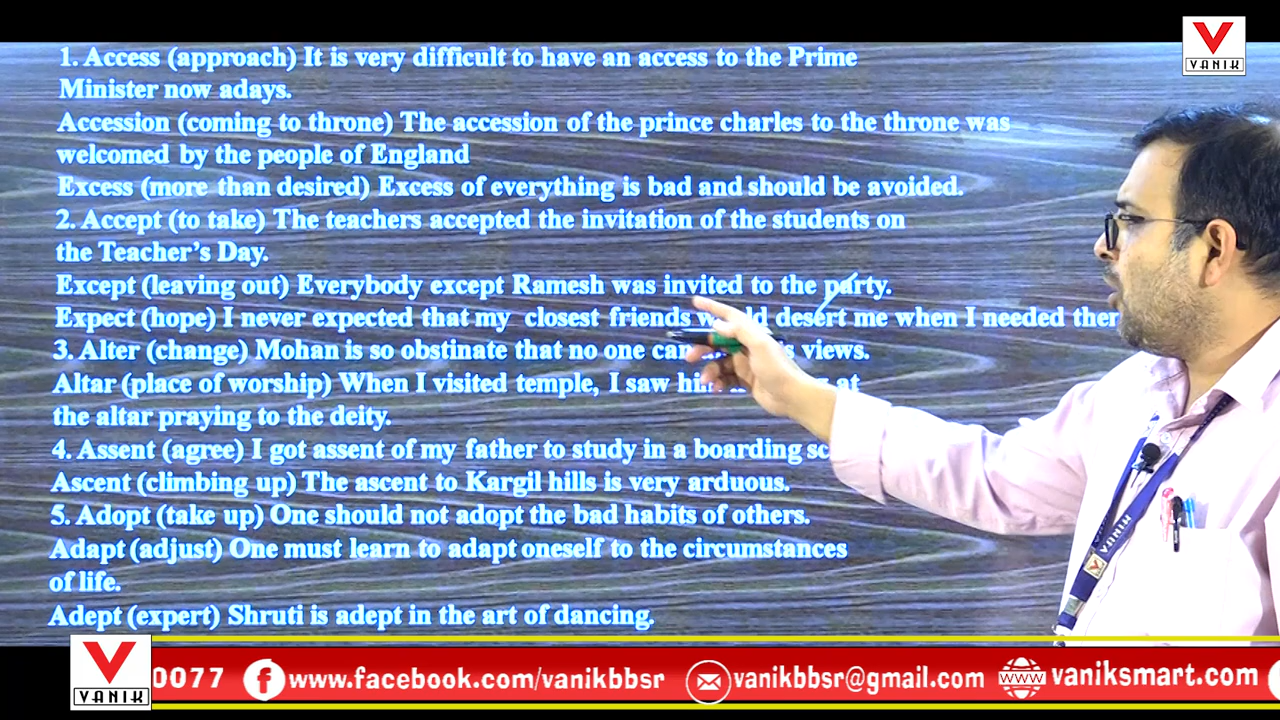 VANIK
1. Access (approach) It is very difficult to have an access to the Prime
Minister now adays.
Accession (coming to throne) The accession of the prince charles to the throne was
welcomed by the people of England
Excess (more than desired) Excess of everything is bad and should be avoided.
2. Accept (to take) The teachers accepted the invitation of the students on
the Teacher's Day.
Except (leaving out) Everybody except Ramesh was invited to the party.
Expect (hope) I never expected that my closest friends would desert me when I needed
3. Alter (change) Mohan is so obstinate that no one can views.
Altar (place of worship) When I visited temple, I saw him at
the altar praying to the deity.
4. Assent (agree) I got assent of my father to study in a boarding
Ascent (climbing up) The ascent to Kargil hills is very arduous.
5. Adopt (take up) One should not adopt the bad habits of others.
Adapt (adjust) One must learn to adapt oneself to the circumstances
of life.
Adept (expert) Shruti is adept in the art of dancing.
VANIK
0077 www.facebook.com/vanikbbsr vanikbbsr@gmail.com www vaniksmart.com